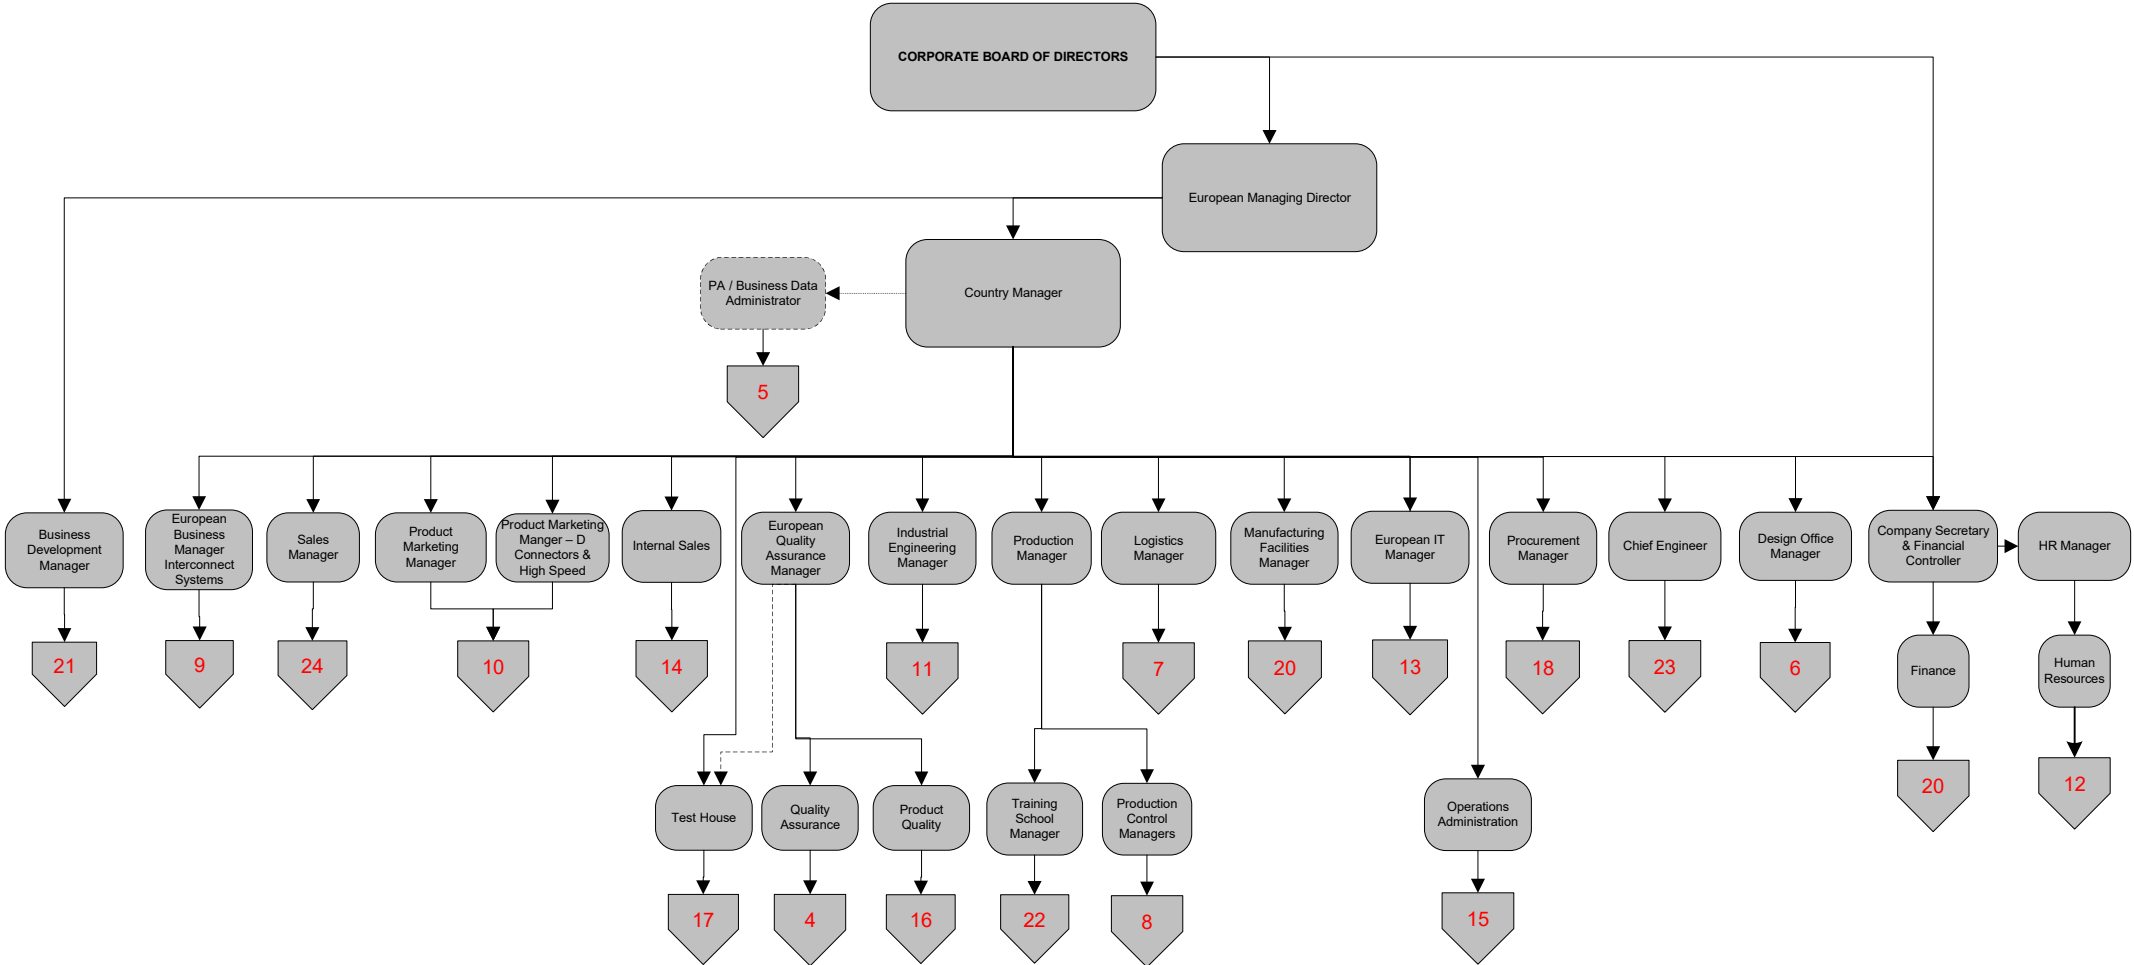 CORPORATE BOARD OF DIRECTORS
European Managing Director
Country Manager
PA / Business Data
Administrator
5
Business
Development
Manager
European
Business
Manager
Interconnect
Systems
Sales
Manager
Product
Marketing
Manager
Product Marketing
Manger – D
Connectors &
High Speed
Internal Sales
European
Quality
Assurance
Manager
Industrial
Engineering
Manager
Production
Manager
Logistics
Manager
Manufacturing
Facilities
Manager
European IT
Manager
Procurement
Manager
Chief Engineer
Design Office
Manager
Company Secretary
& Financial
Controller
HR Manager
21
9
24
10
14
11
7
20
13
18
23
6
Finance
Human
Resources
20
12
Test House
Quality
Assurance
Product
Quality
Training
School
Manager
Production
Control
Managers
Operations
Administration
17
4
16
22
8
15